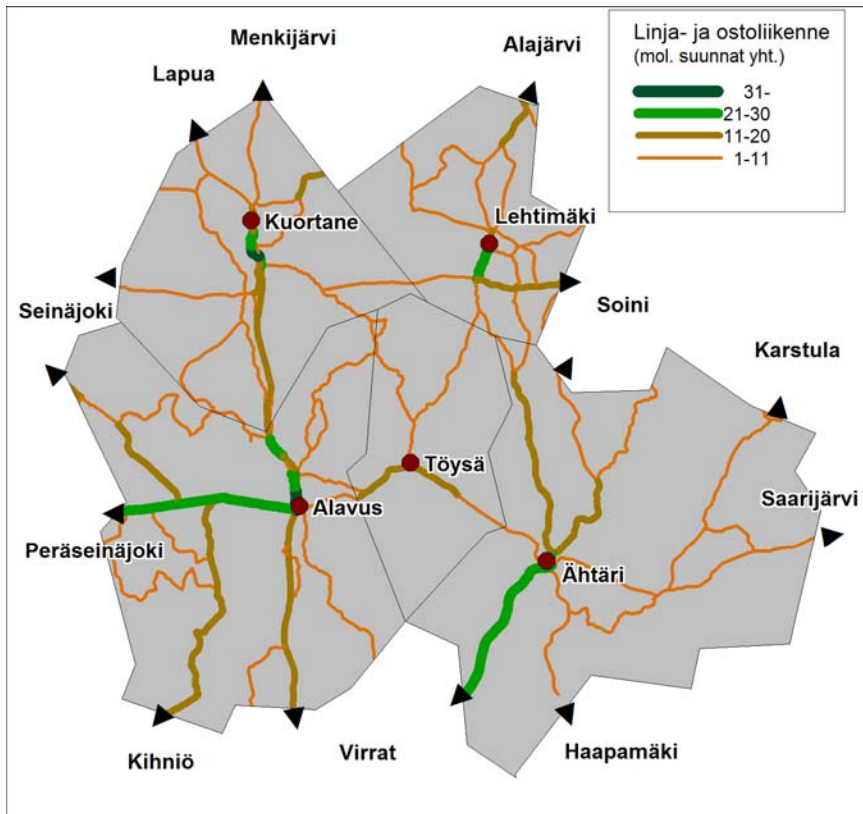 Menkijärvi
Lapua
Alajärvi
Linja- ja ostoliikenne
(mol. suunnat yht.)
31-
21-30
11-20
1-11
Kuortane
Lehtimäki
Seinäjoki
Soini
Karstula
Töysä
Alavus
Saarijärvi
Peräseinäjoki
Ähtäri
Kihniö
Virrat
Haapamäki